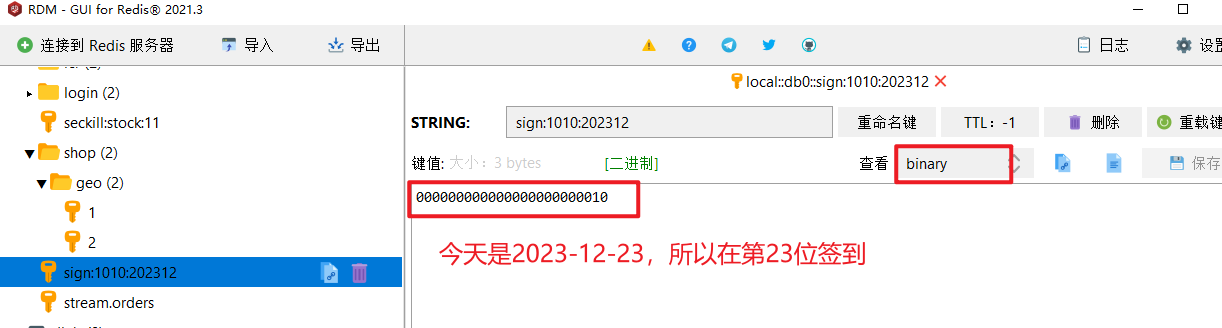 RDM - GUI for Redis® 2021.3
连接到 Redis 服务器
导入
导出
日志
login (2)
seckill:stock:11
shop (2)
geo (2)
1
2
sign:1010:202312
stream.orders
local::db0::sign:1010:202312
STRING:
sign:1010:202312
重命名键
TTL：-1
删除
重载键
键值:
大小：3 bytes
[二进制]
查看
binary
保存
000000000000000000000010
今天是2023-12-23，所以在第23位签到